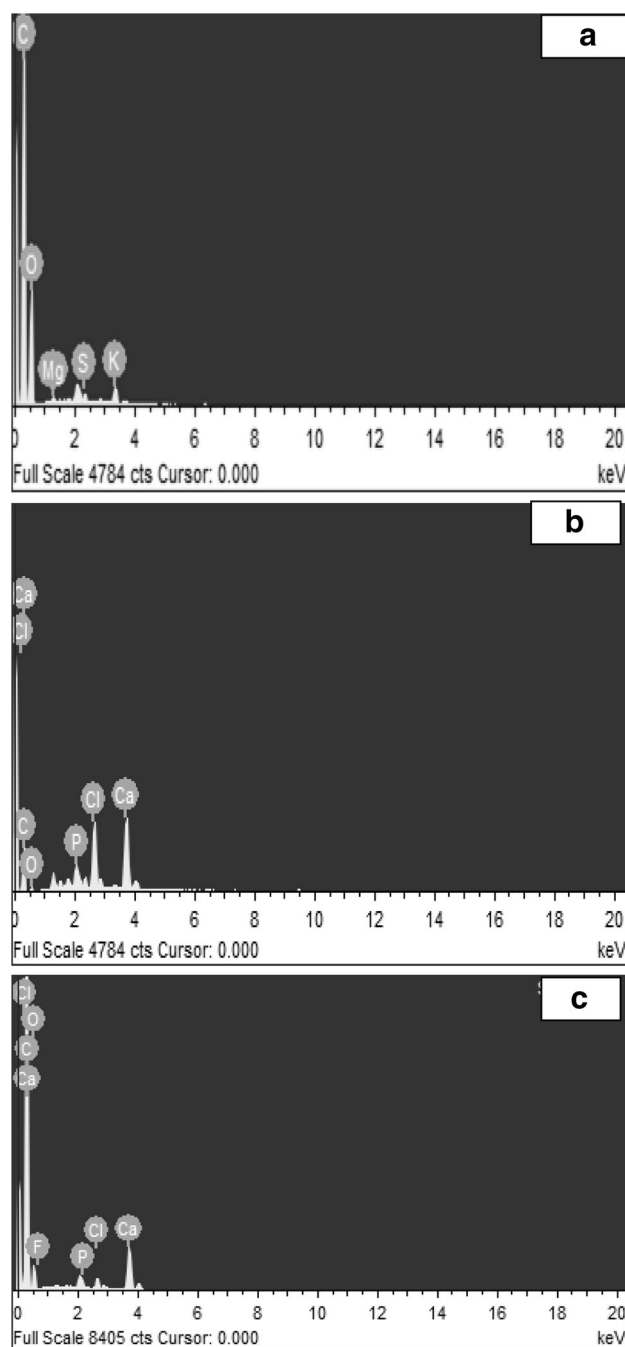 a
C
O
Mg S K
0 2 4 6 8 10 12 14 16 18 20
Full Scale 4784 cts Cursor: 0.000 keV
b
Ca
Cl
C
O
P
Cl
Ca
0 2 4 6 8 10 12 14 16 18 20
Full Scale 4784 cts Cursor: 0.000 keV
c
Cl
O
C
Ca
F
P
Cl
Ca
0 2 4 6 8 10 12 14 16 18 20
Full Scale 8405 cts Cursor: 0.000 keV